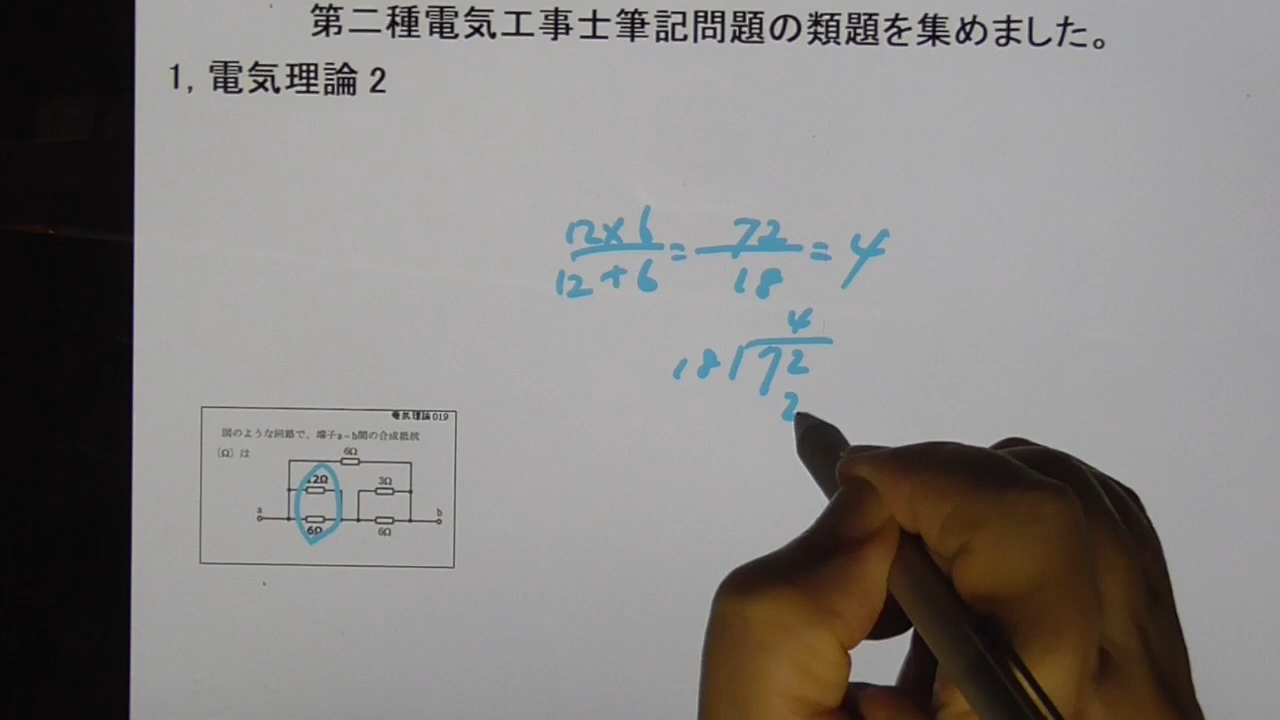 第二種電気工事士筆記問題の類題を集めました。
1, 電気理論2
12×6/12+6 = 72/18 = 4
4
18)72
2
電気理論019
図のような回路で、端子a−b間の合成抵抗
〔Ω〕は
6Ω
12Ω 3Ω
a b
6Ω 6Ω